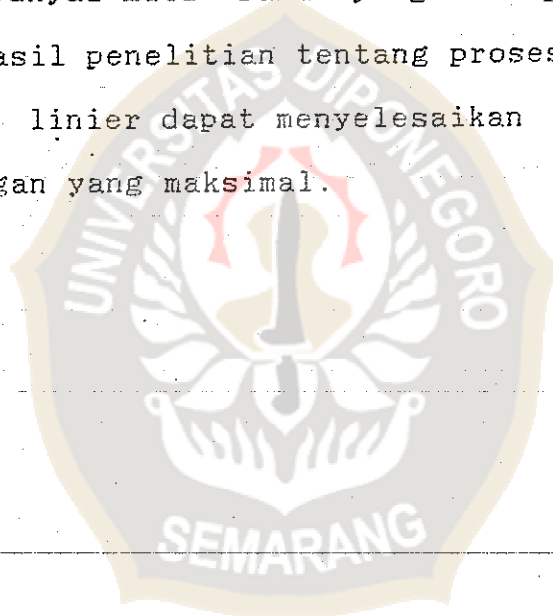 asil penelitian tentang proses
linier dapat menyelesaikan
gan yang maksimal.
UNIVERSITAS DIPONEGORO
SEMARANG